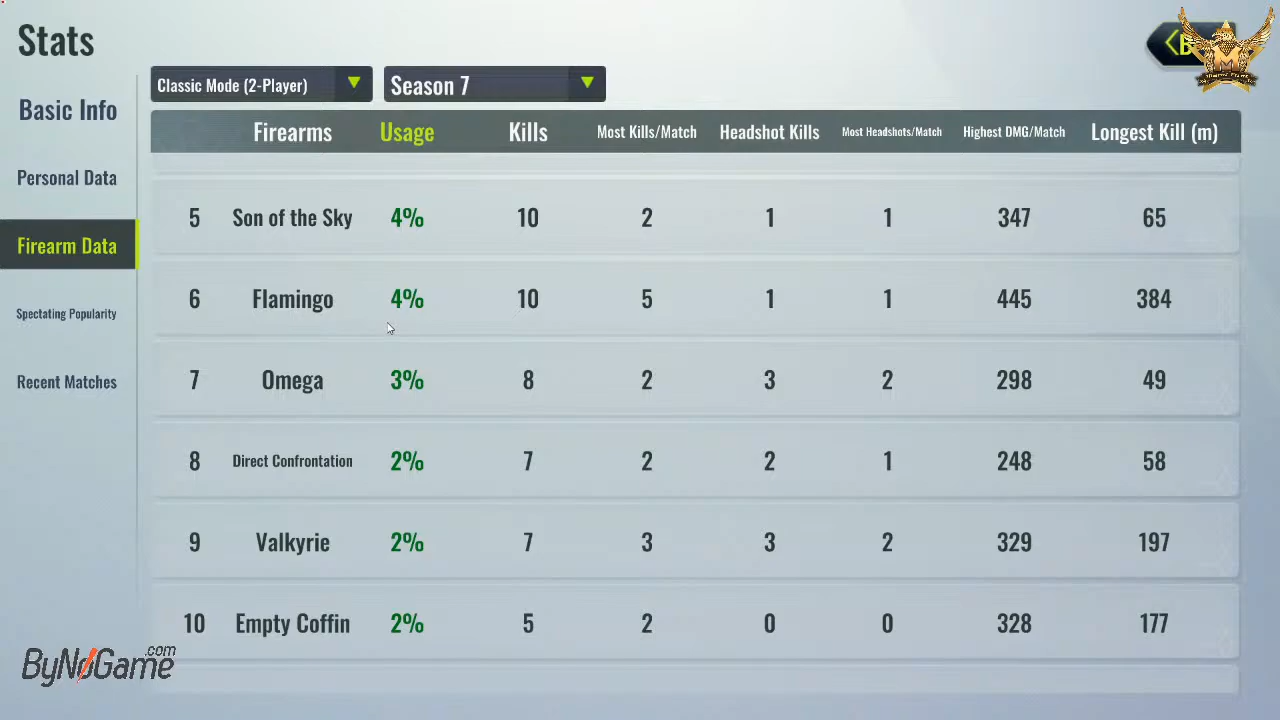 Stats
Basic Info
Personal Data
Firearm Data
Spectating Popularity
Recent Matches
Classic Mode (2-Player) Season 7
Firearms Usage Kills Most Kills/Match Headshot Kills Most Headshots/Match Highest DMG/Match Longest Kill (m)
5 Son of the Sky 4% 10 2 1 1 347 65
6 Flamingo 4% 10 5 1 1 445 384
7 Omega 3% 8 2 3 2 298 49
8 Direct Confrontation 2% 7 2 2 1 248 58
9 Valkyrie 2% 7 3 3 2 329 197
10 Empty Coffin 2% 5 2 0 0 328 177
ByNoGame.com
M